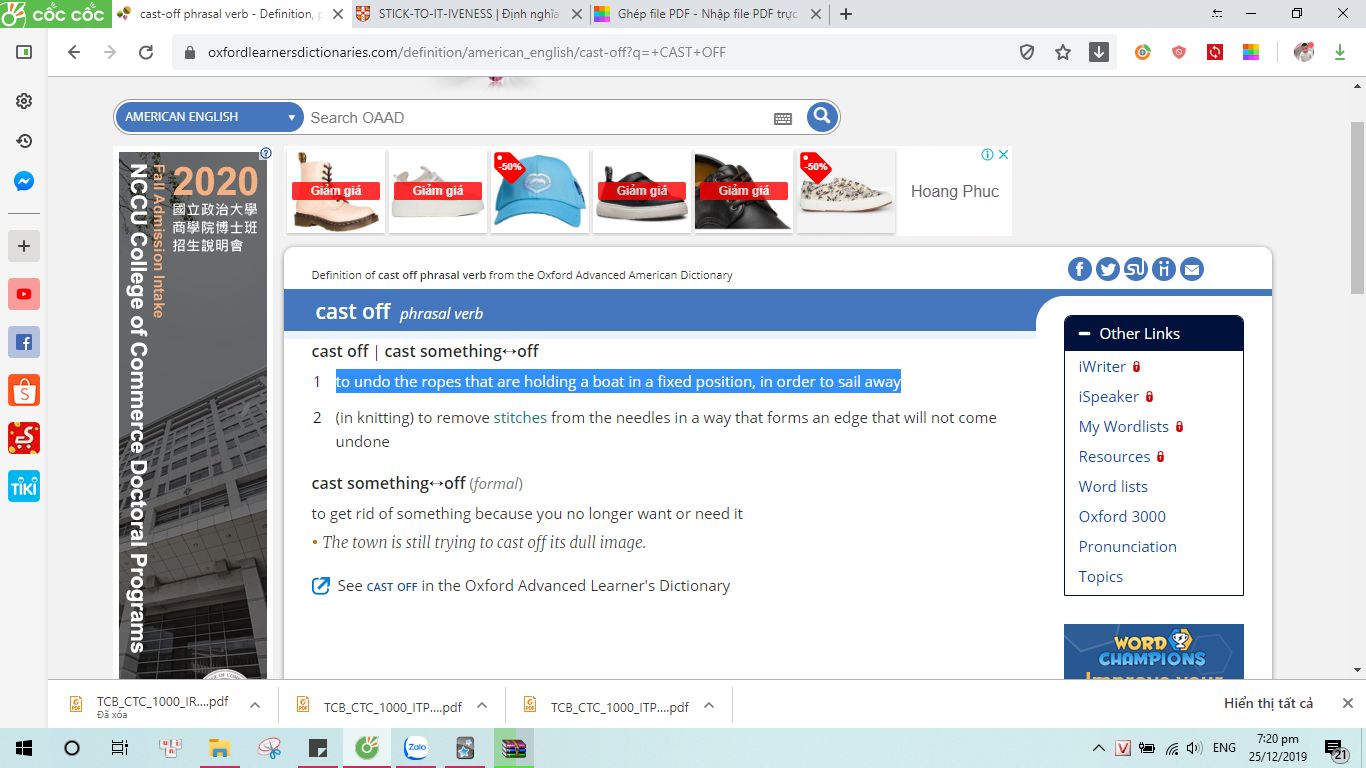 cốc cốc
cast-off phrasal verb - Definition, p
STICK-TO-IT-IVENESS | Định nghĩa
Ghép file PDF - Nhập file PDF trực
oxfordlearnersdictionaries.com/definition/american_english/cast-off?q=+CAST+OFF
AMERICAN ENGLISH
Search OAAD
2020
Fall Admission Intake
NCCU College of Commerce Doctoral Programs
國立政治大學
商學院博士班
招生說明會
Giảm giá
Giảm giá
-50%
Giảm giá
Giảm giá
-50%
Hoang Phuc
Definition of cast off phrasal verb from the Oxford Advanced American Dictionary
cast off phrasal verb
cast off | cast something↔off
1 to undo the ropes that are holding a boat in a fixed position, in order to sail away
2 (in knitting) to remove stitches from the needles in a way that forms an edge that will not come
undone
cast something↔off (formal)
to get rid of something because you no longer want or need it
• The town is still trying to cast off its dull image.
See CAST OFF in the Oxford Advanced Learner's Dictionary
Other Links
iWriter
iSpeaker
My Wordlists
Resources
Word lists
Oxford 3000
Pronunciation
Topics
WORD
CHAMPIONS
Improve your
TIKI
TCB_CTC_1000_IR....pdf
Đã xóa
TCB_CTC_1000_ITP....pdf
TCB_CTC_1000_ITP....pdf
Hiển thị tất cả
Zalo
V
ENG
7:20 pm
25/12/2019
21